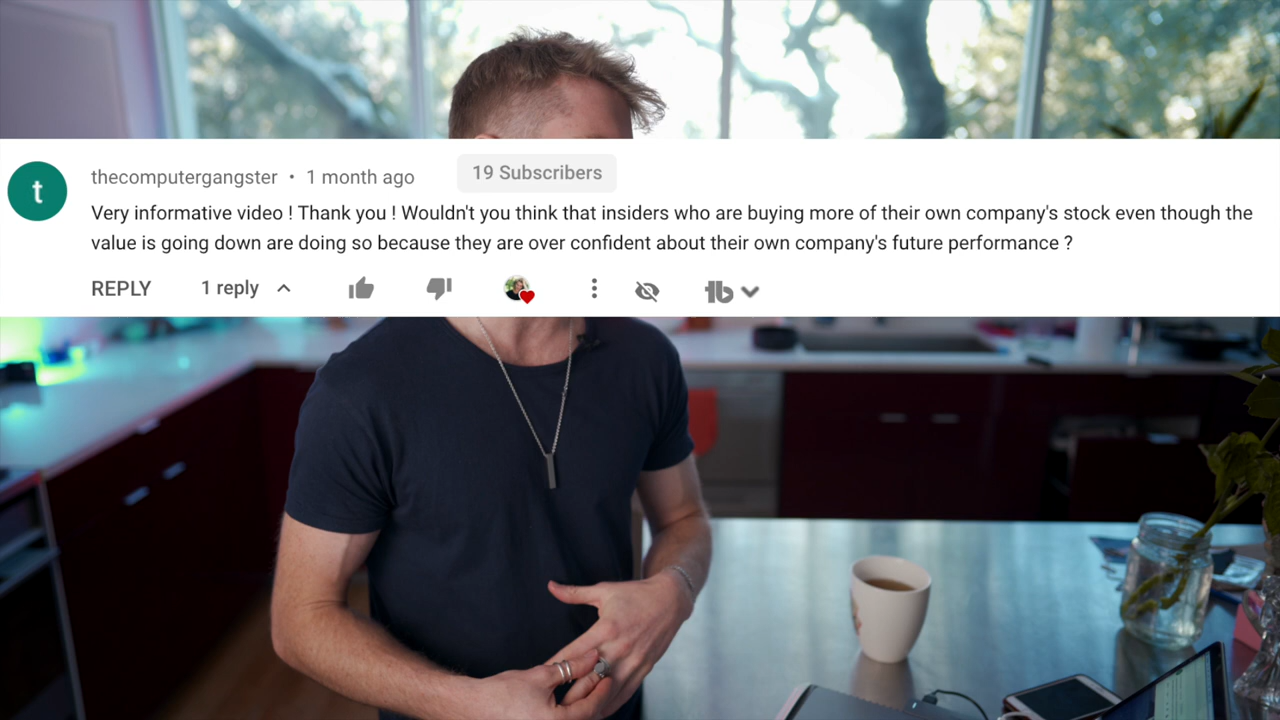 t
thecomputergangster • 1 month ago 19 Subscribers
Very informative video ! Thank you ! Wouldn't you think that insiders who are buying more of their own company's stock even though the
value is going down are doing so because they are over confident about their own company's future performance ?
REPLY 1 reply